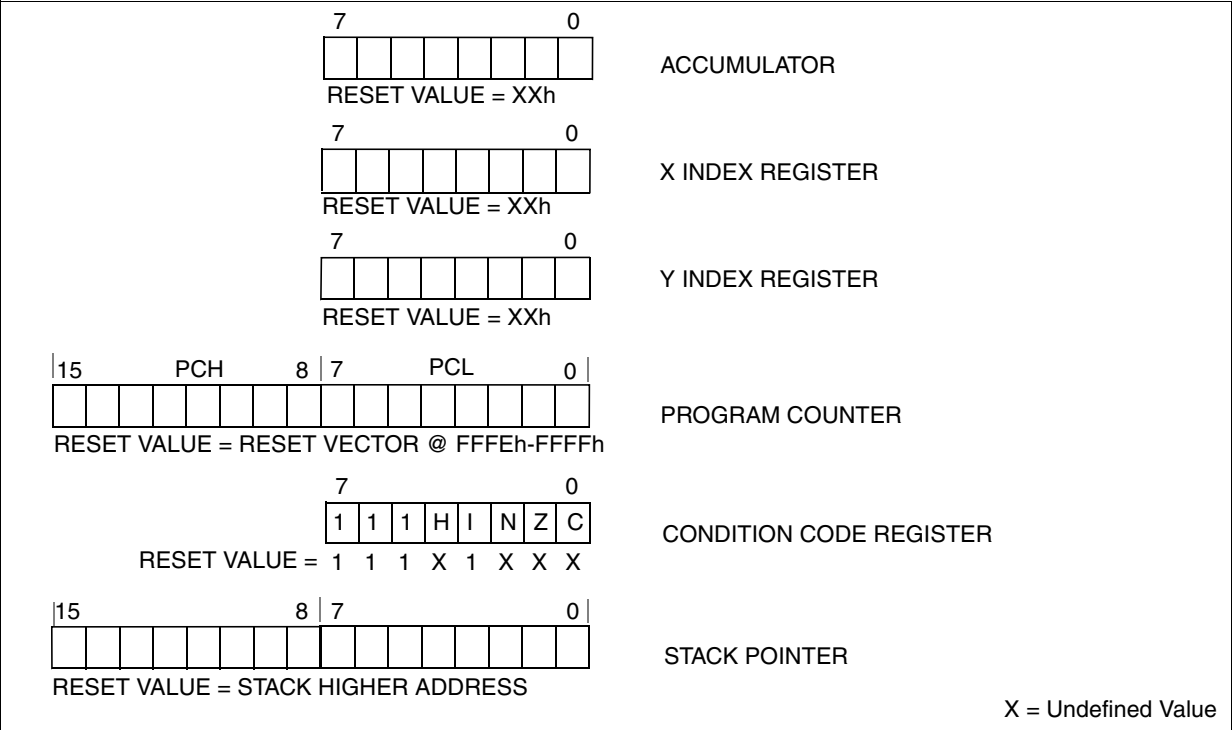 7 0
ACCUMULATOR
RESET VALUE = XXh
7 0
X INDEX REGISTER
RESET VALUE = XXh
7 0
Y INDEX REGISTER
RESET VALUE = XXh
15 PCH 8 7 PCL 0
PROGRAM COUNTER
RESET VALUE = RESET VECTOR @ FFFEh-FFFFh
7 0
1 1 1 H I N Z C
CONDITION CODE REGISTER
RESET VALUE = 1 1 1 X 1 X X X
15 8 7 0
STACK POINTER
RESET VALUE = STACK HIGHER ADDRESS
X = Undefined Value